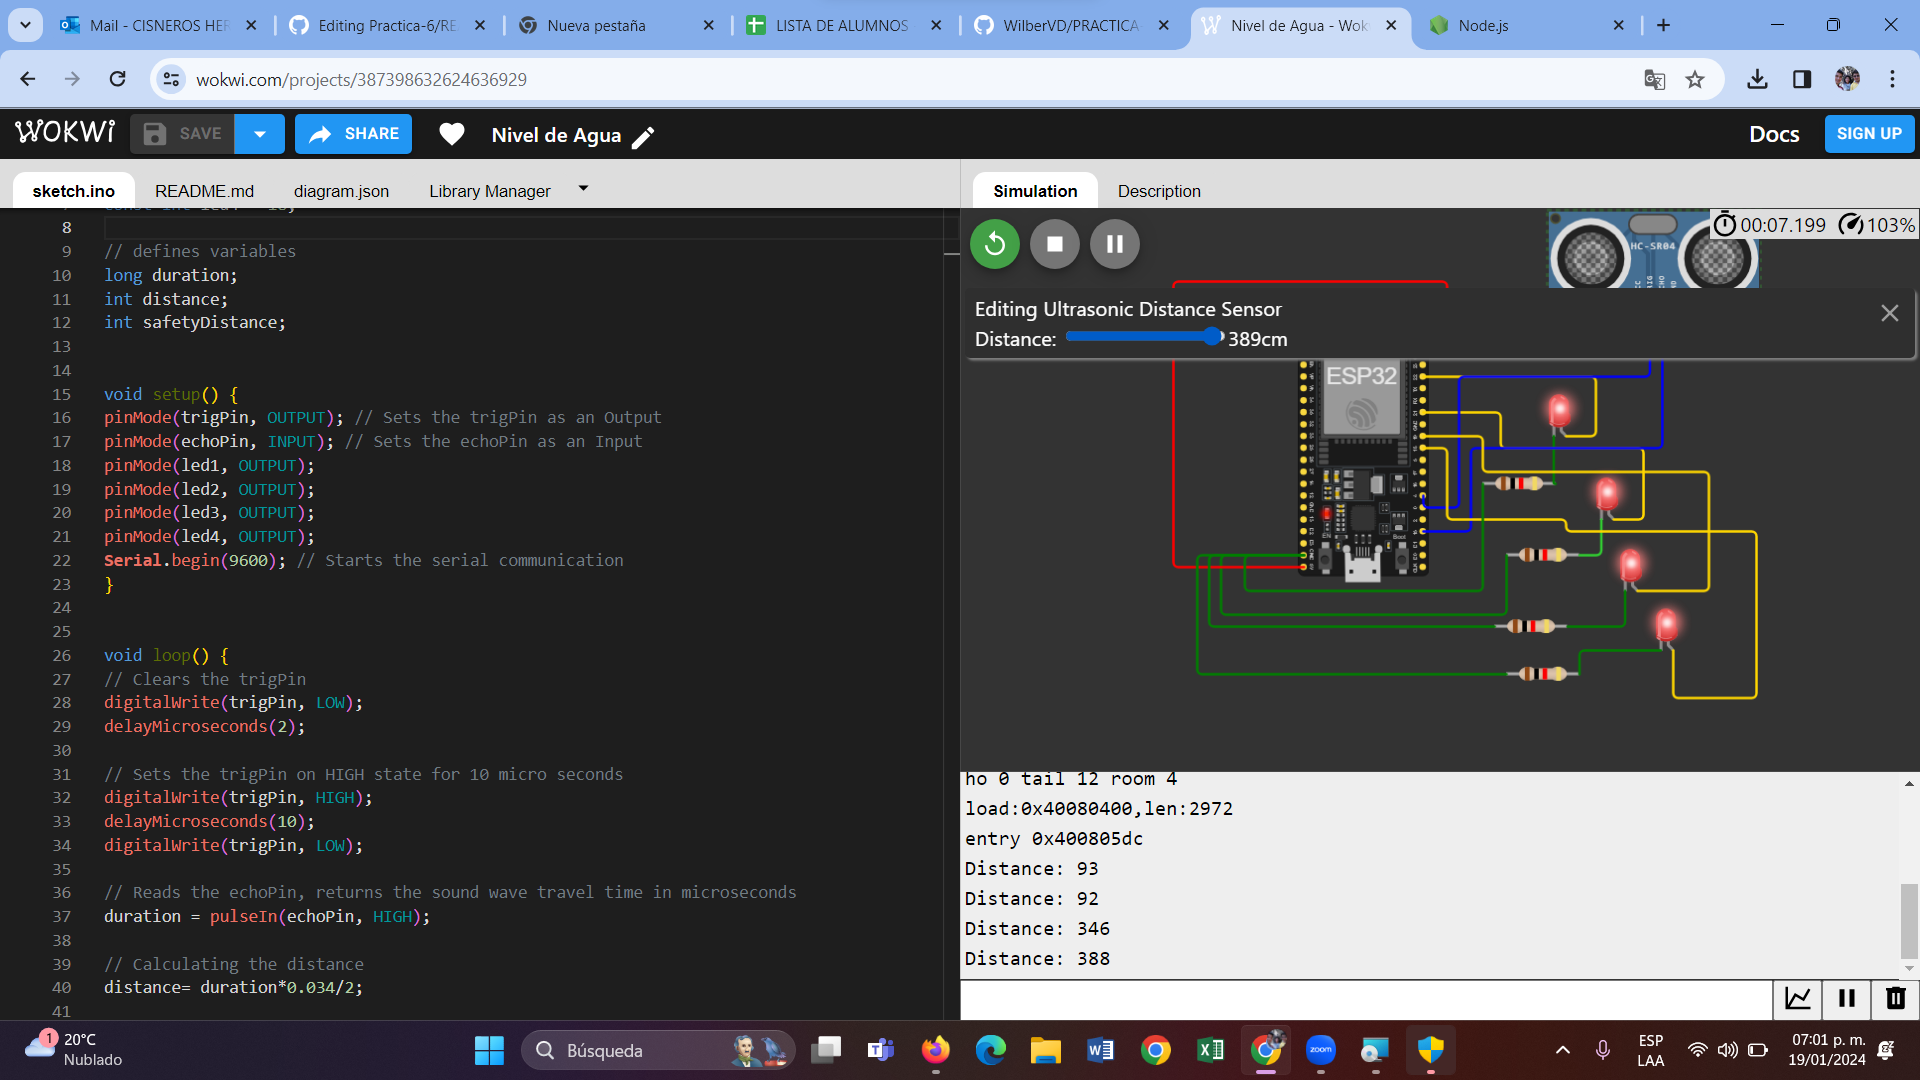 Mail - CISNEROS HER
Editing Practica-6/RE
Nueva pestaña
LISTA DE ALUMNOS
WilberVD/PRACTICA
Nivel de Agua - Wok
Node.js
wokwi.com/projects/387398632624636929
WOKWi
SAVE
SHARE
Nivel de Agua
Docs
SIGN UP
sketch.ino
README.md
diagram.json
Library Manager
Simulation
Description
8
9 // defines variables
10 long duration;
11 int distance;
12 int safetyDistance;
13
14
15 void setup() {
16 pinMode(trigPin, OUTPUT); // Sets the trigPin as an Output
17 pinMode(echoPin, INPUT); // Sets the echoPin as an Input
18 pinMode(led1, OUTPUT);
19 pinMode(led2, OUTPUT);
20 pinMode(led3, OUTPUT);
21 pinMode(led4, OUTPUT);
22 Serial.begin(9600); // Starts the serial communication
23 }
24
25
26 void loop() {
27 // Clears the trigPin
28 digitalWrite(trigPin, LOW);
29 delayMicroseconds(2);
30
31 // Sets the trigPin on HIGH state for 10 micro seconds
32 digitalWrite(trigPin, HIGH);
33 delayMicroseconds(10);
34 digitalWrite(trigPin, LOW);
35
36 // Reads the echoPin, returns the sound wave travel time in microseconds
37 duration = pulseIn(echoPin, HIGH);
38
39 // Calculating the distance
40 distance= duration*0.034/2;
41
00:07.199
103%
HC-SR04
Editing Ultrasonic Distance Sensor
Distance: 389cm
ESP32
EN
Boot
ho 0 tail 12 room 4
load:0x40080400,len:2972
entry 0x400805dc
Distance: 93
Distance: 92
Distance: 346
Distance: 388
1
20°C
Nublado
Búsqueda
zoom
ESP
LAA
07:01 p. m.
19/01/2024